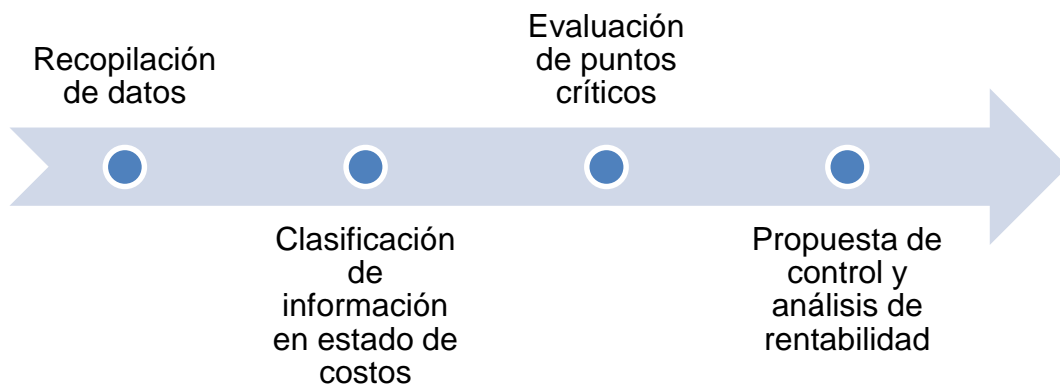 Recopilación
de datos
Clasificación
de
información
en estado de
costos
Evaluación
de puntos
críticos
Propuesta de
control y
análisis de
rentabilidad